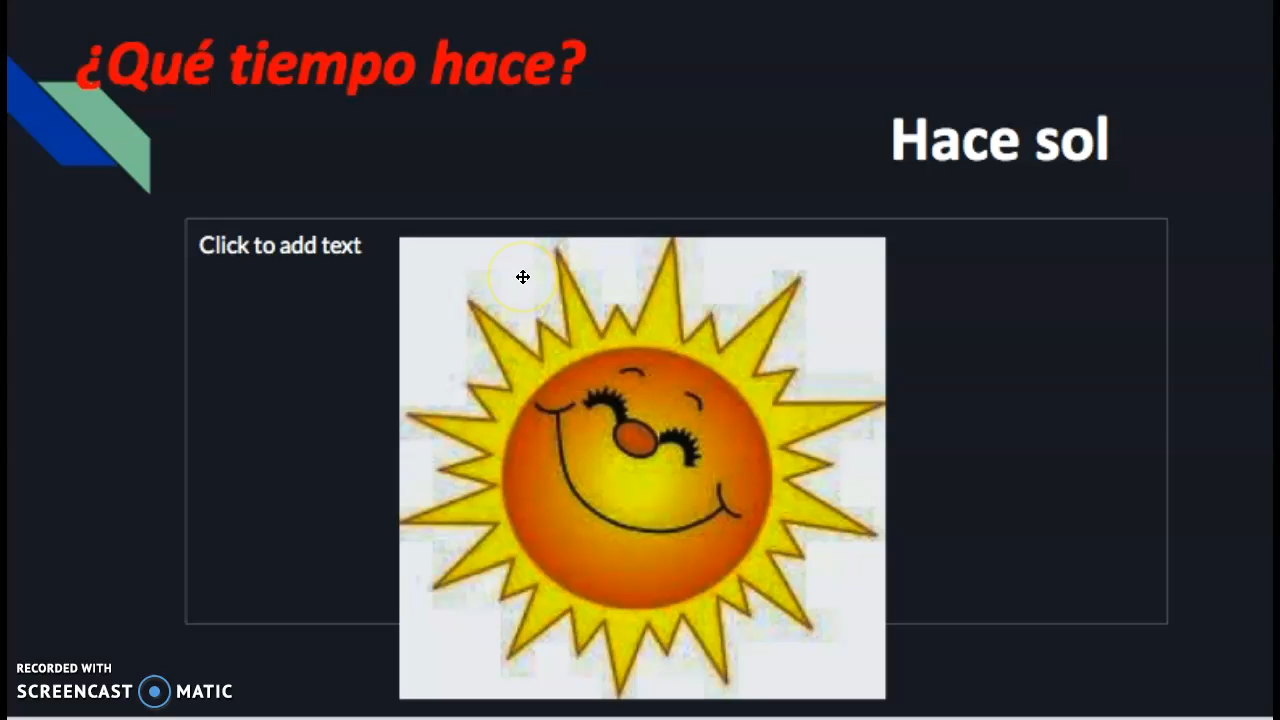 ¿Qué tiempo hace?
Hace sol
Click to add text
RECORDED WITH
SCREENCAST MATIC